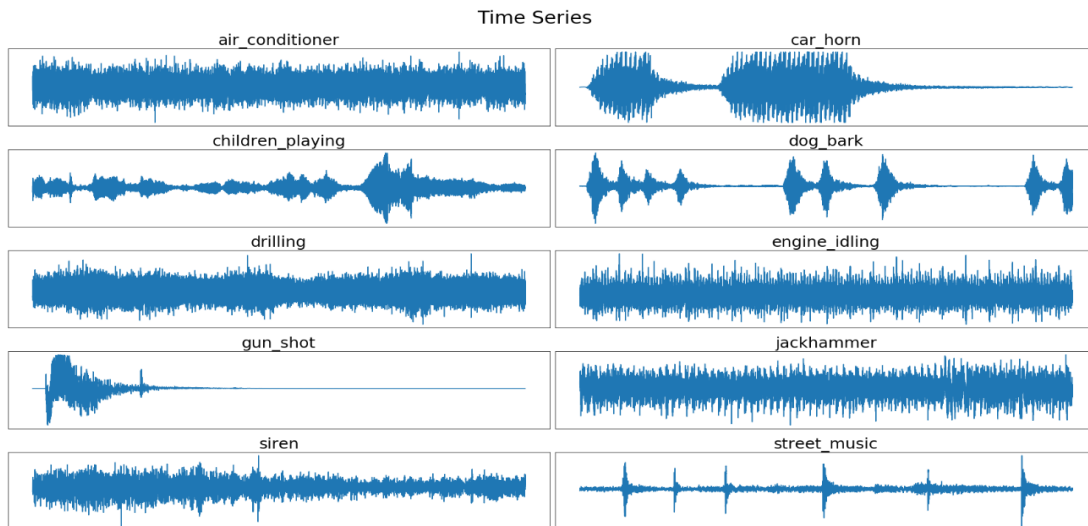 Time Series
air_conditioner
car_horn
children_playing
dog_bark
drilling
engine_idling
gun_shot
jackhammer
siren
street_music